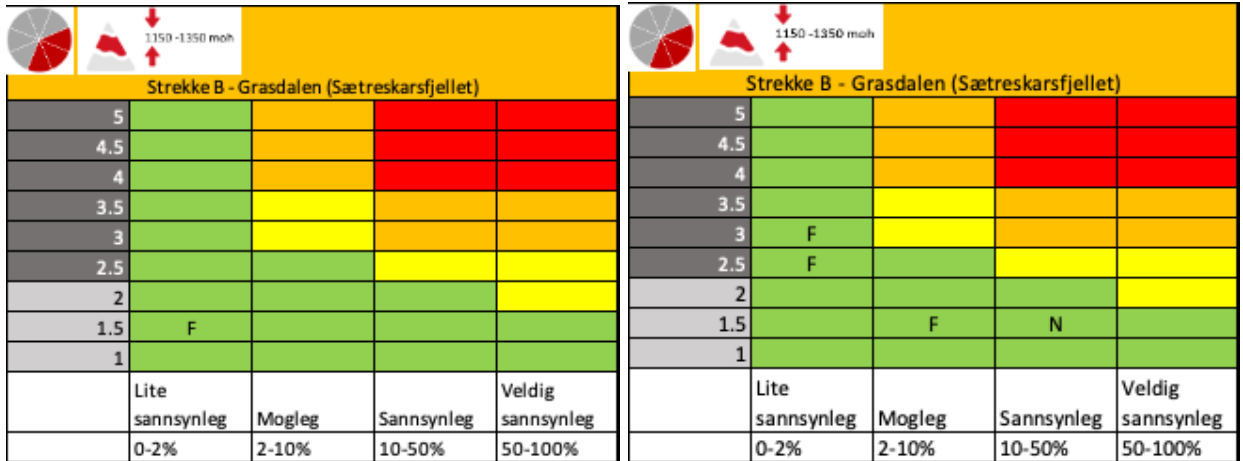 1150 -1350 moh
Strekke B - Grasdalen (Sætreskarsfjellet)
5
4.5
4
3.5
3
2.5
2
1.5 F
1
Lite sannsynleg Mogleg Sannsynleg Veldig sannsynleg
0-2% 2-10% 10-50% 50-100%
1150 -1350 moh
Strekke B - Grasdalen (Sætreskarsfjellet)
5
4.5
4
3.5
3 F
2.5 F
2
1.5 F N
1
Lite sannsynleg Mogleg Sannsynleg Veldig sannsynleg
0-2% 2-10% 10-50% 50-100%